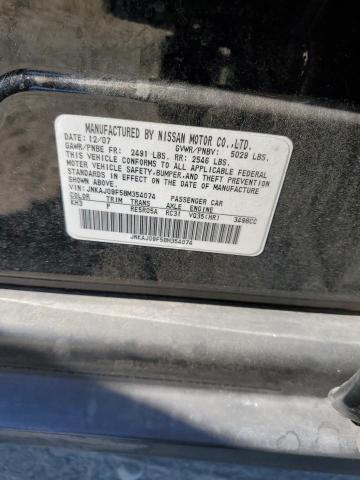 MANUFACTURED BY NISSAN MOTOR CO.,LTD.
DATE: 12/07 GVWR/PNBV: 5029 LBS.
GAWR/PNBE FR: 2491 LBS. RR: 2546 LBS.
THIS VEHICLE CONFORMS TO ALL APPLICABLE FEDERAL
MOTOR VEHICLE SAFETY,BUMPER,AND THEFT PREVENTION
STANDARDS IN EFFECT ON THE DATE OF MANUFACTURE
VIN:JNKAJ09F58M354074 PASSENGER CAR
COLOR TRIM TRANS AXLE ENGINE
KH3 P RE5R05A RC31 VQ35(HR) 3498CC
JNKAJ09F58M354074